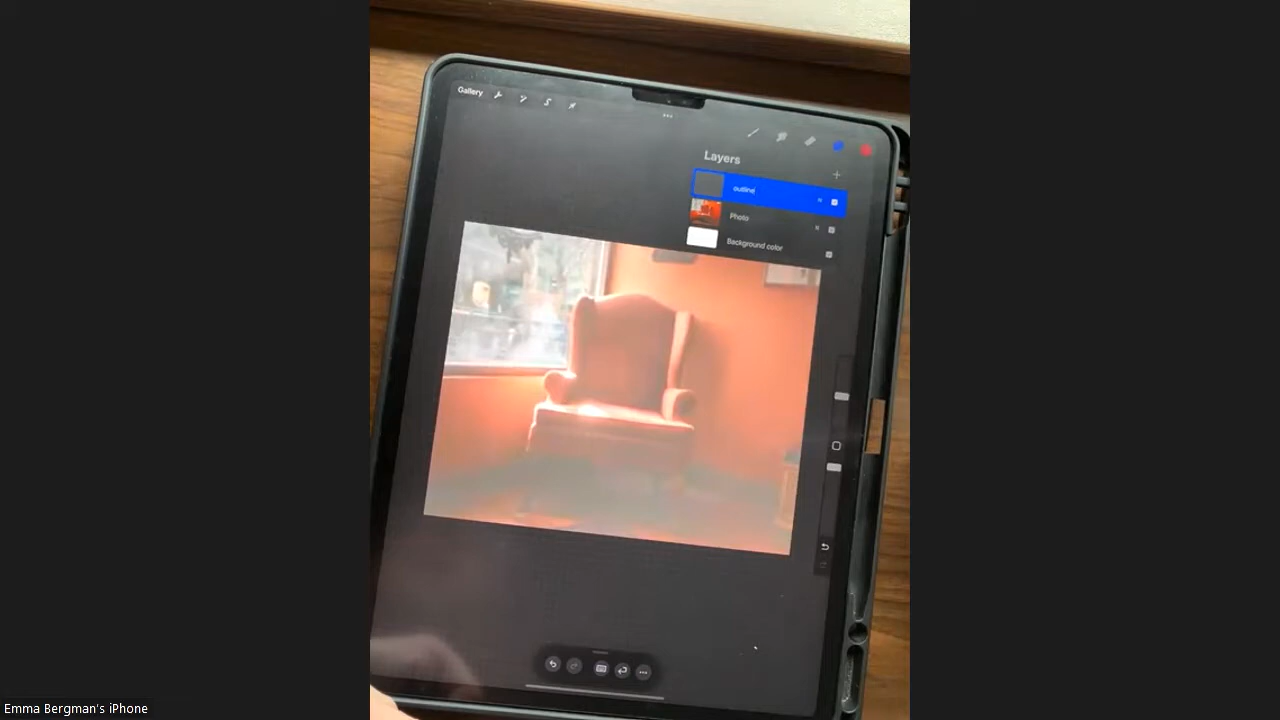 Gallery
Layers
outline
N
Photo
N
Background color
Emma Bergman's iPhone